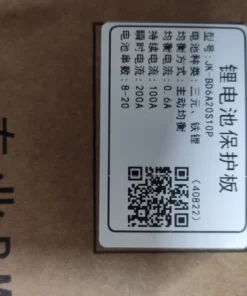 锂电池保护板
型号: JK-BD6A20S10P
电池种类: 三元、铁锂
均衡方式: 主动均衡
均衡电流: 0.6A
持续电流: 100A
瞬时电流: 200A
电池串数: 8-20
(40822)